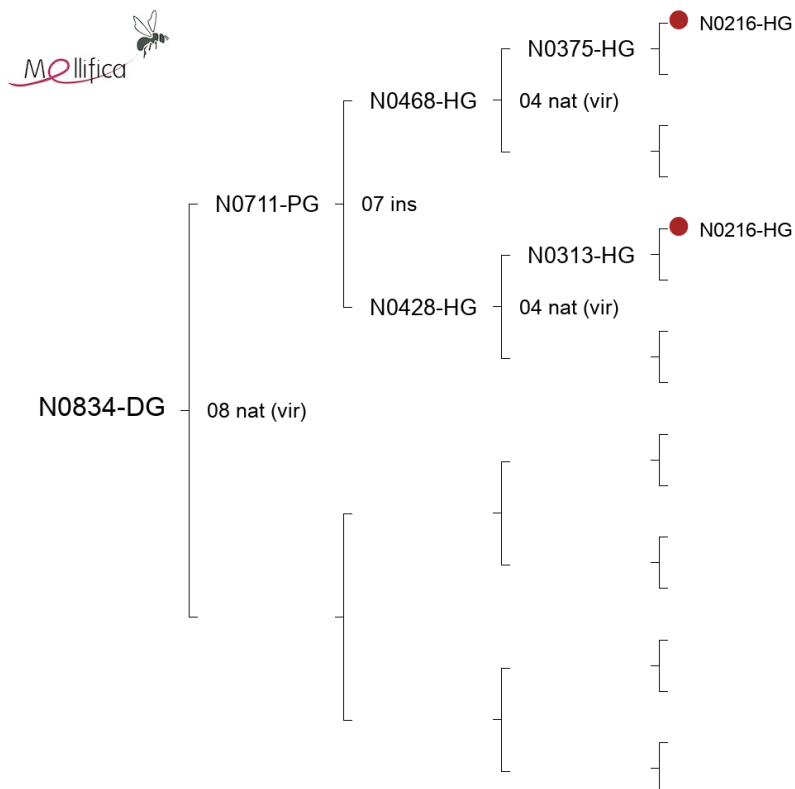 Mellifica
N0216-HG
N0375-HG
N0468-HG
04 nat (vir)
N0711-PG
07 ins
N0216-HG
N0313-HG
N0428-HG
04 nat (vir)
N0834-DG
08 nat (vir)